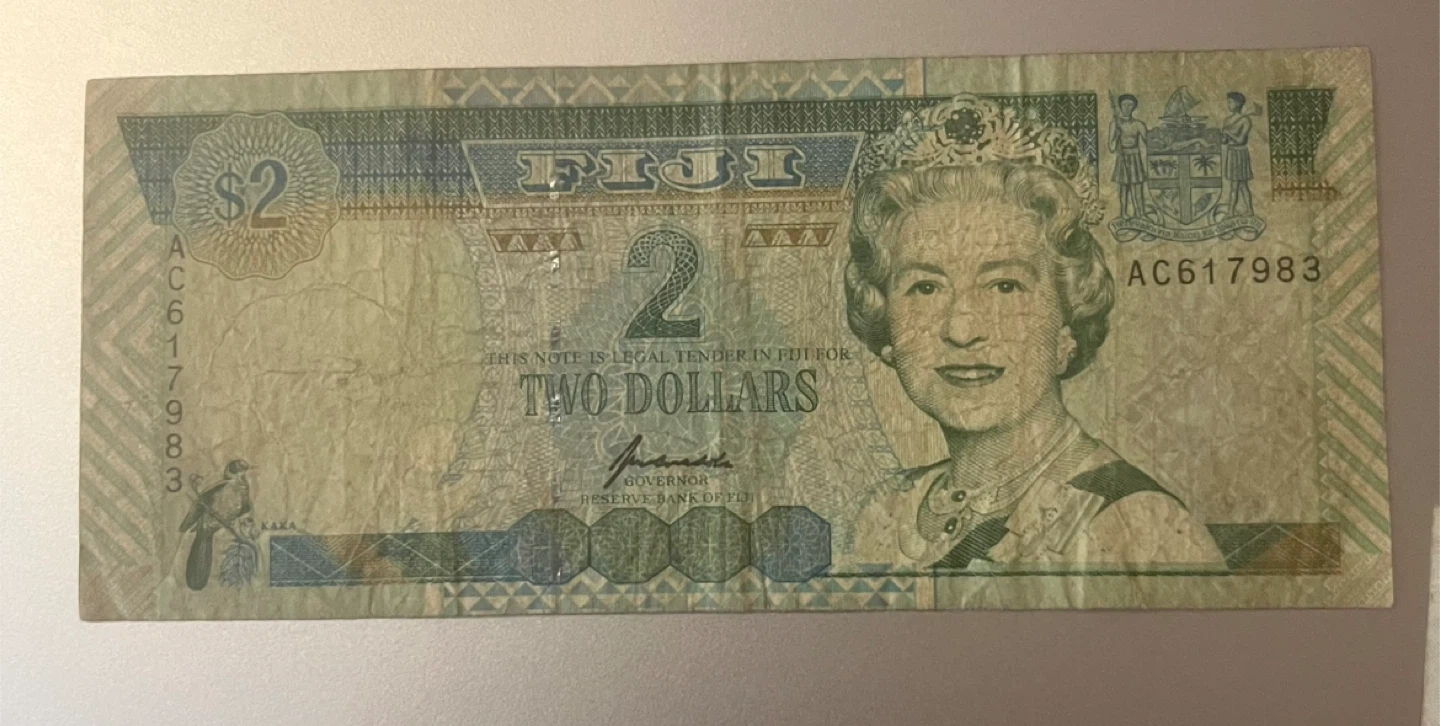 FIJI
$2
AC617983
2
AC617983
THIS NOTE IS LEGAL TENDER IN FIJI FOR
TWO DOLLARS
GOVERNOR
RESERVE BANK OF FIJI
KAKA